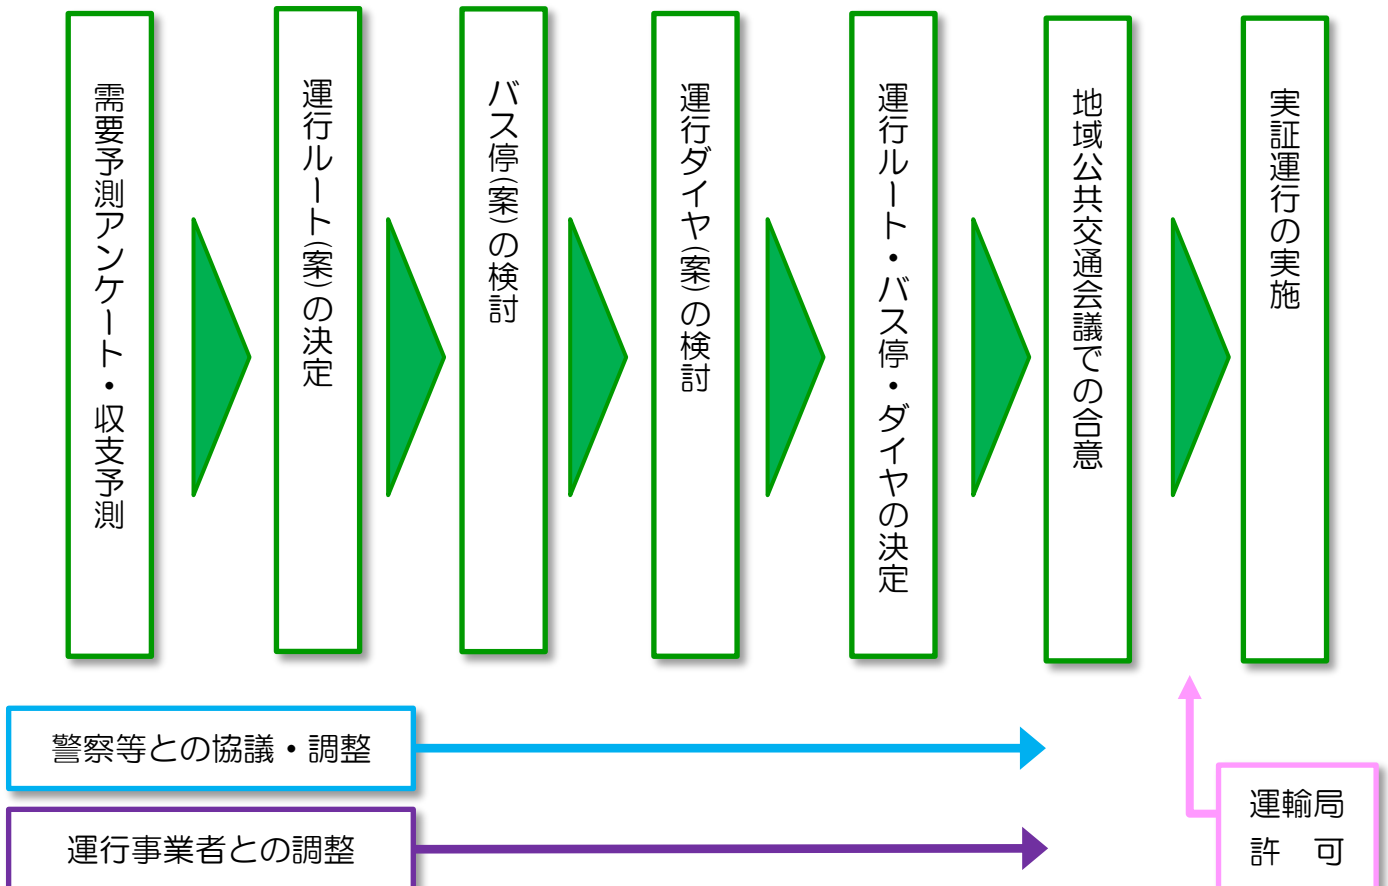 需要予測アンケート・収支予測
運行ルート(案)の決定
バス停(案)の検討
運行ダイヤ(案)の検討
運行ルート・バス停・ダイヤの決定
地域公共交通会議での合意
実証運行の実施
警察等との協議・調整
運行事業者との調整
運輸局
許　可